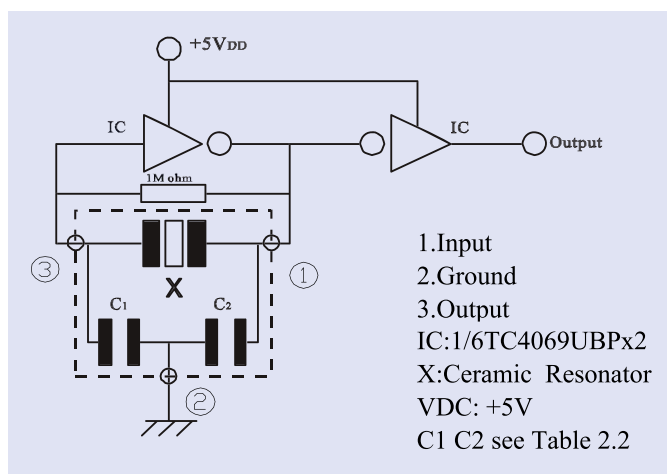 +5VDD
IC
IC
Output
1M ohm
③
X
①
C1
C2
②
1.Input
2.Ground
3.Output
IC:1/6TC4069UBPx2
X:Ceramic Resonator
VDC: +5V
C1 C2 see Table 2.2